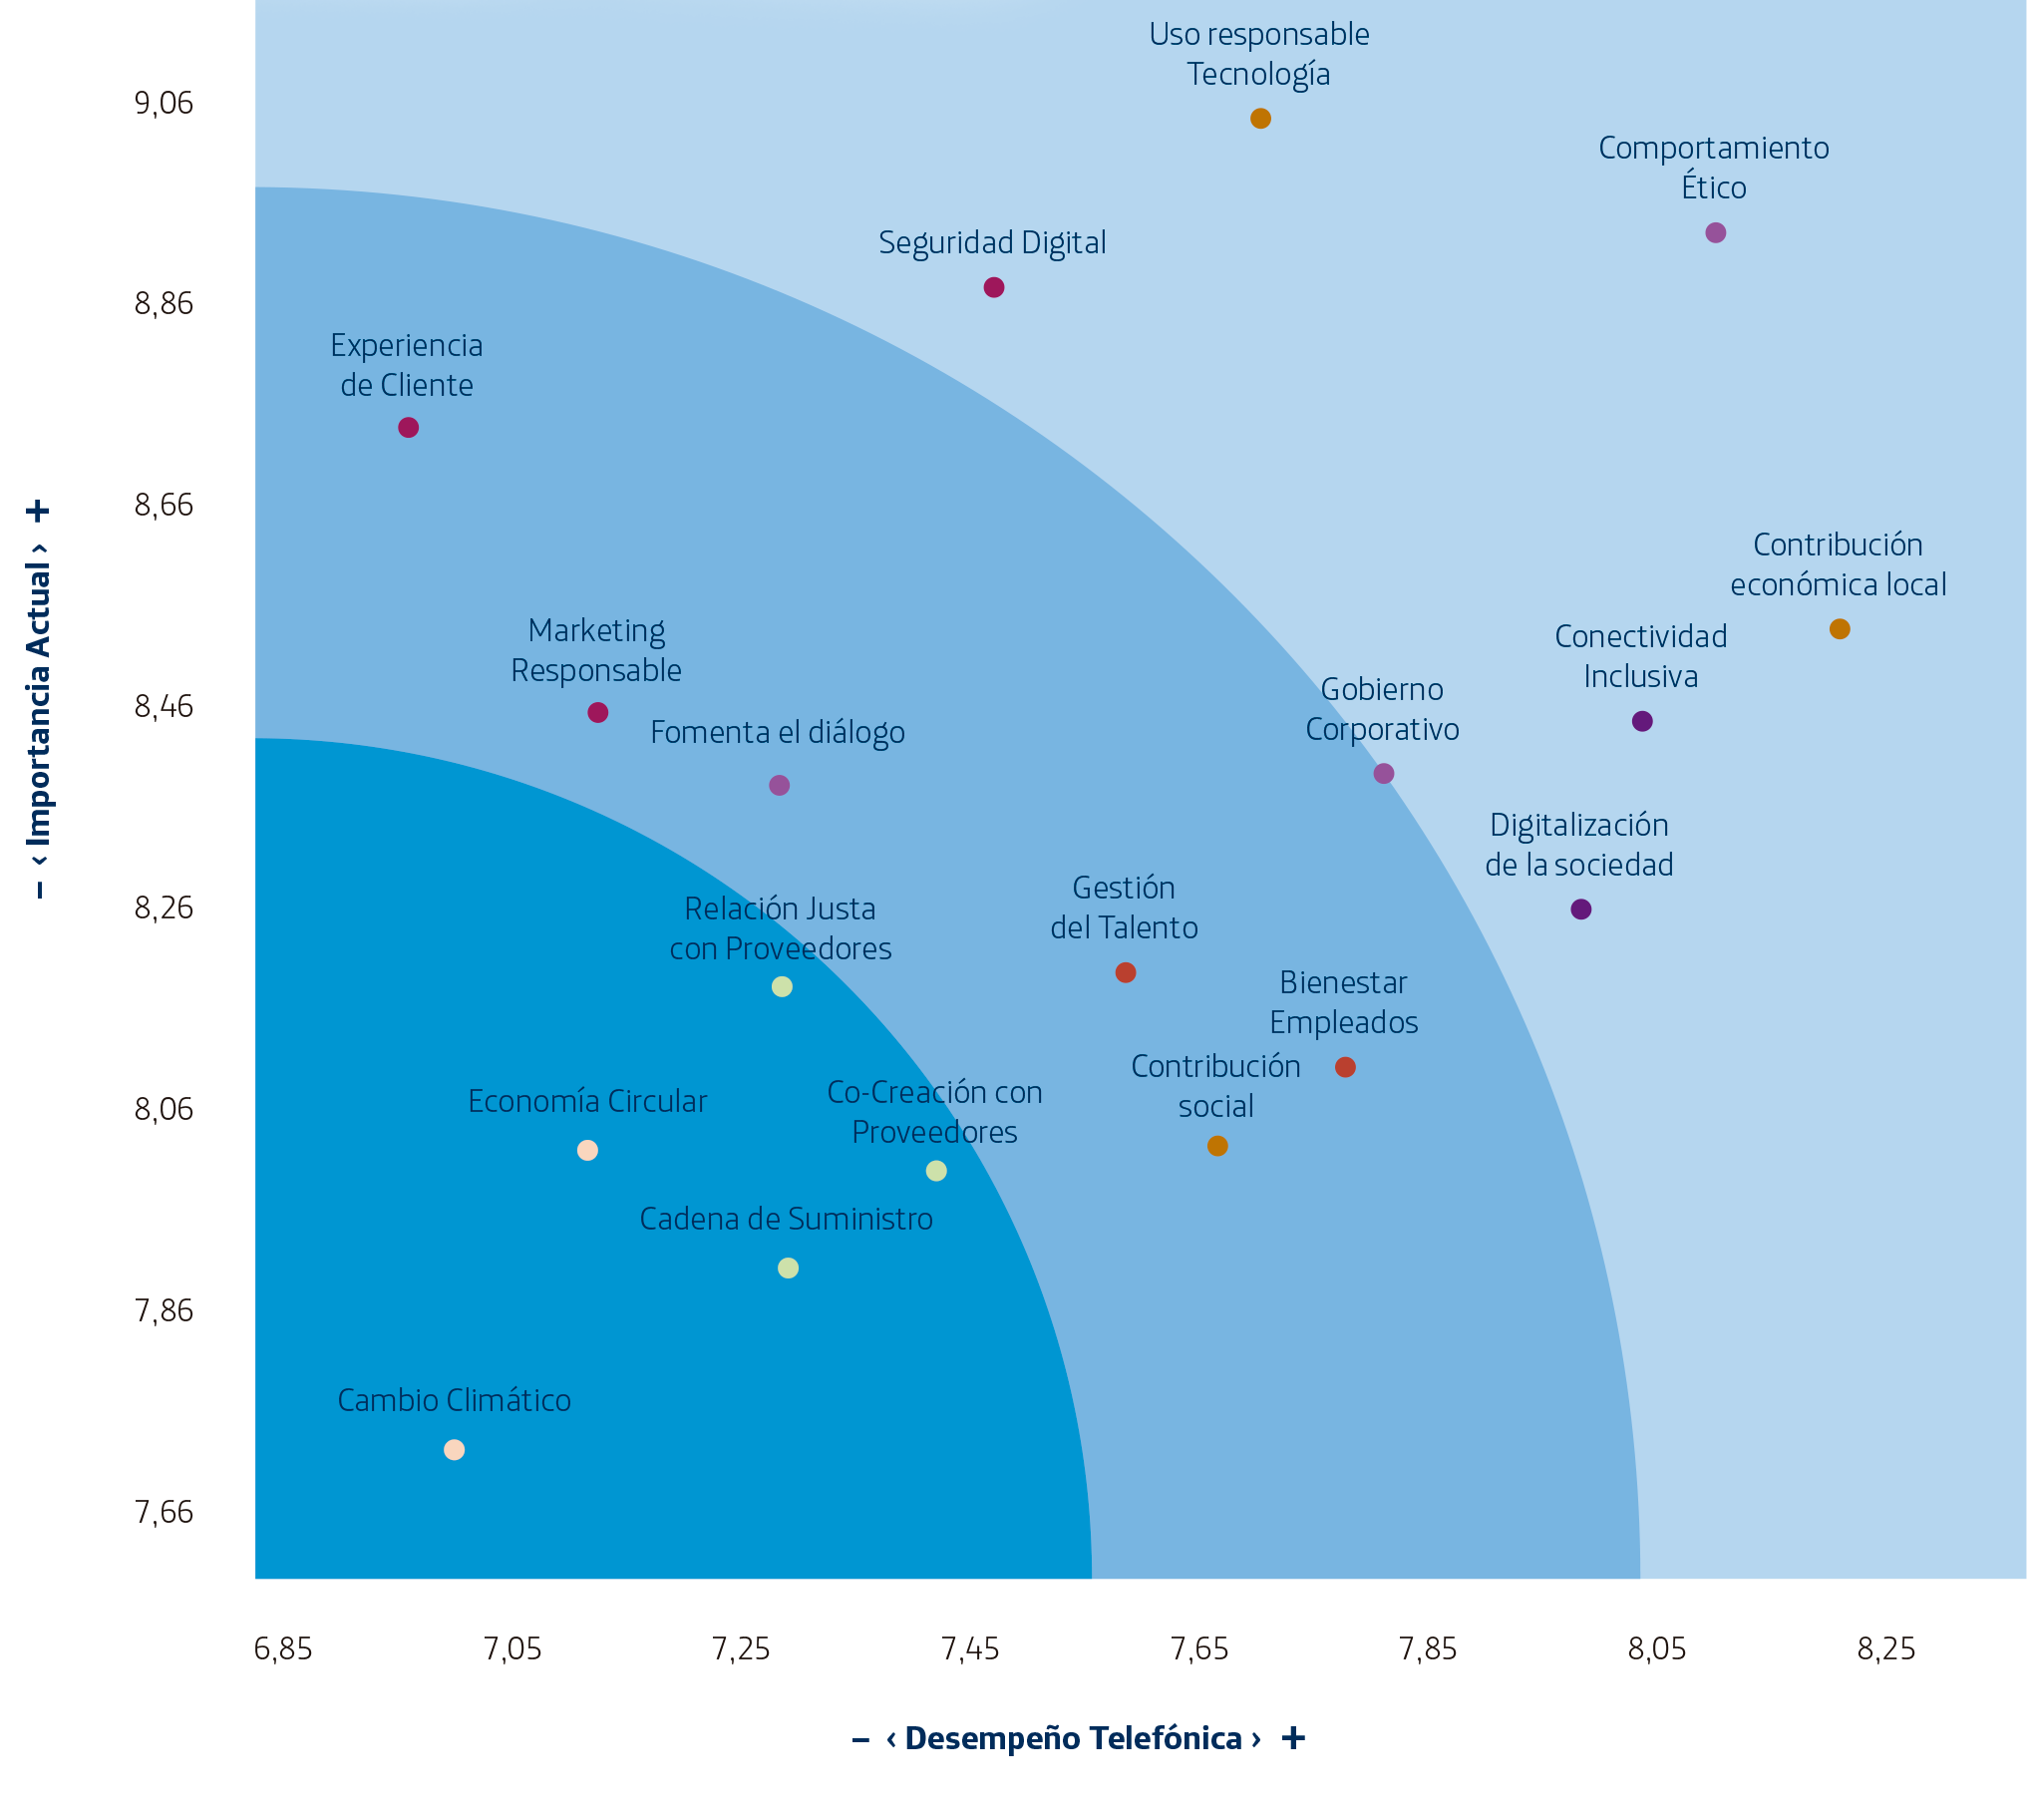 Uso responsable
Tecnología
9,06
Comportamiento
Ético
Seguridad Digital
8,86
Experiencia
de Cliente
8,66
Contribución
económica local
Marketing
Responsable
Conectividad
Inclusiva
8,46
Fomenta el diálogo
Gobierno
Corporativo
– ‹ Importancia Actual › +
Digitalización
de la sociedad
8,26
Relación Justa
con Proveedores
Gestión
del Talento
Bienestar
Empleados
8,06
Economía Circular
Co-Creación con
Proveedores
Contribución
social
Cadena de Suministro
7,86
Cambio Climático
7,66
6,85 7,05 7,25 7,45 7,65 7,85 8,05 8,25
– ‹ Desempeño Telefónica › +